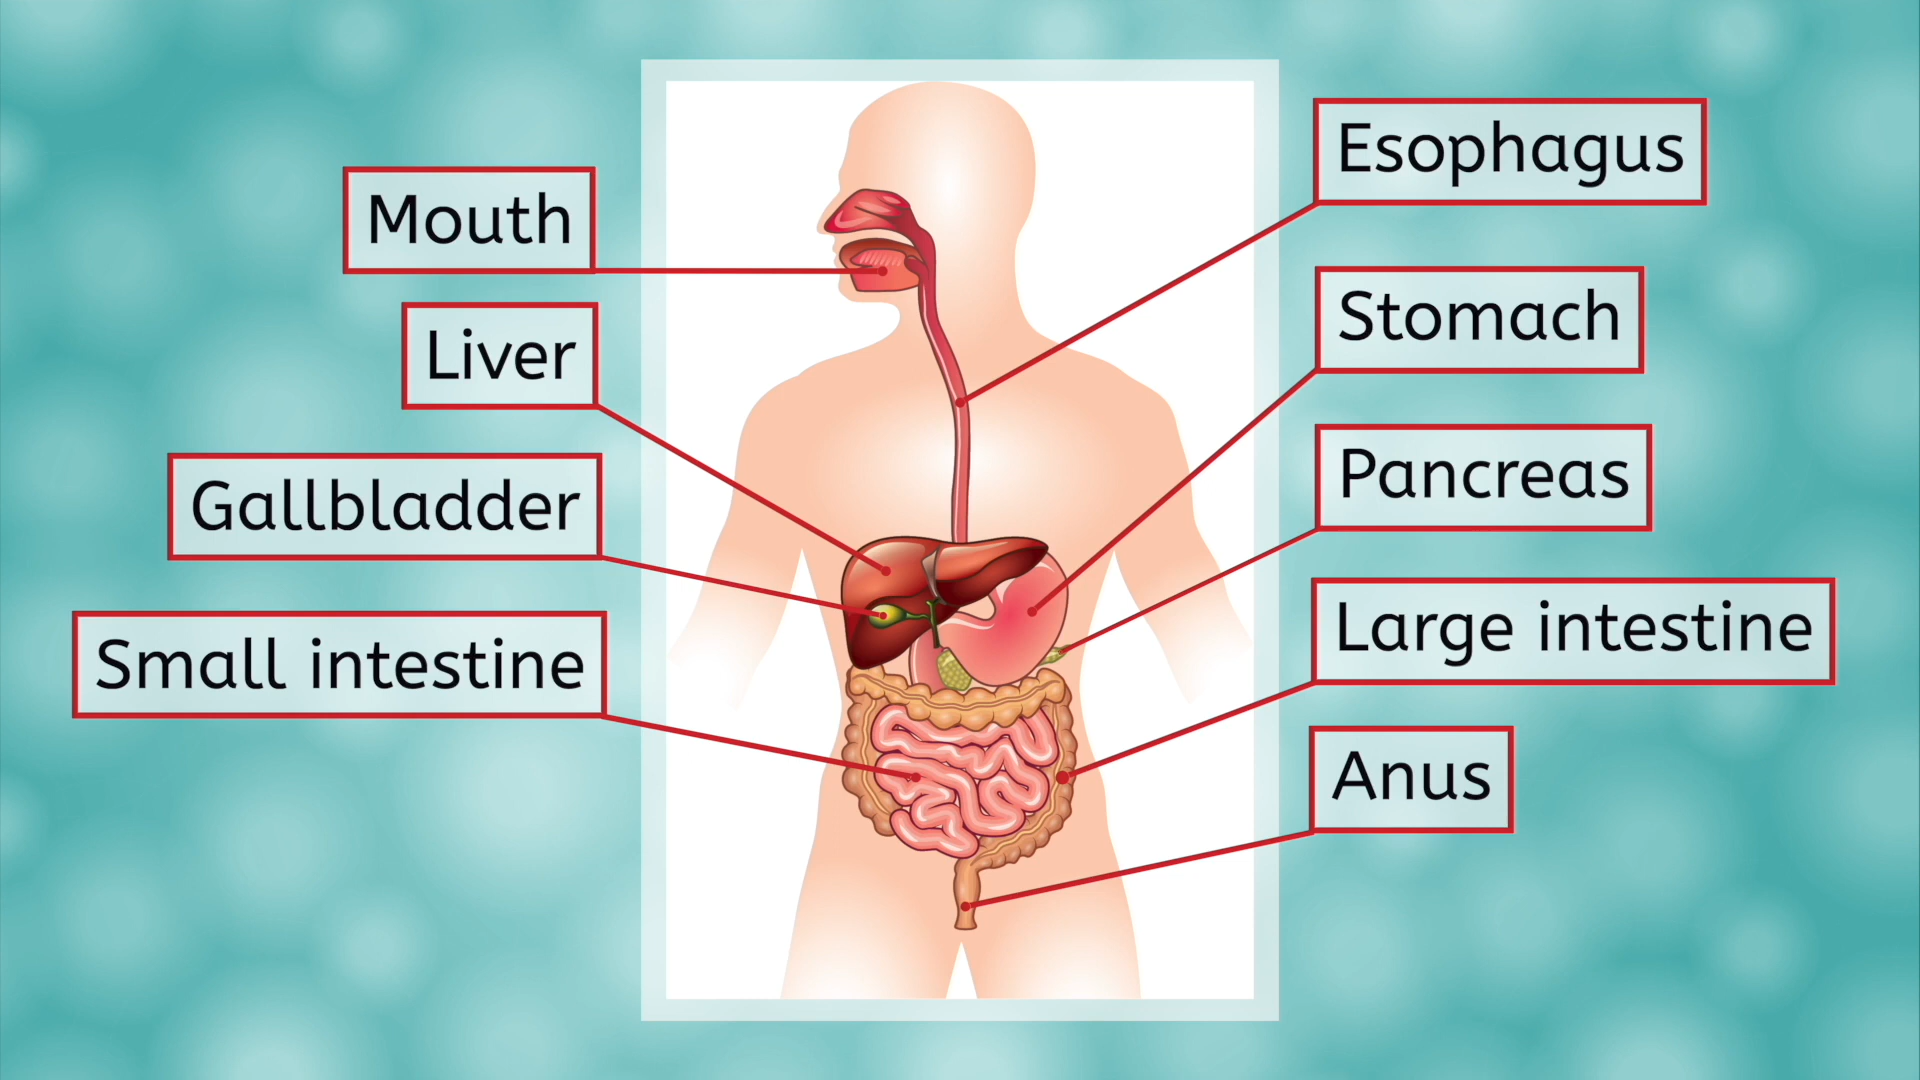 Mouth
Liver
Gallbladder
Small intestine
Esophagus
Stomach
Pancreas
Large intestine
Anus